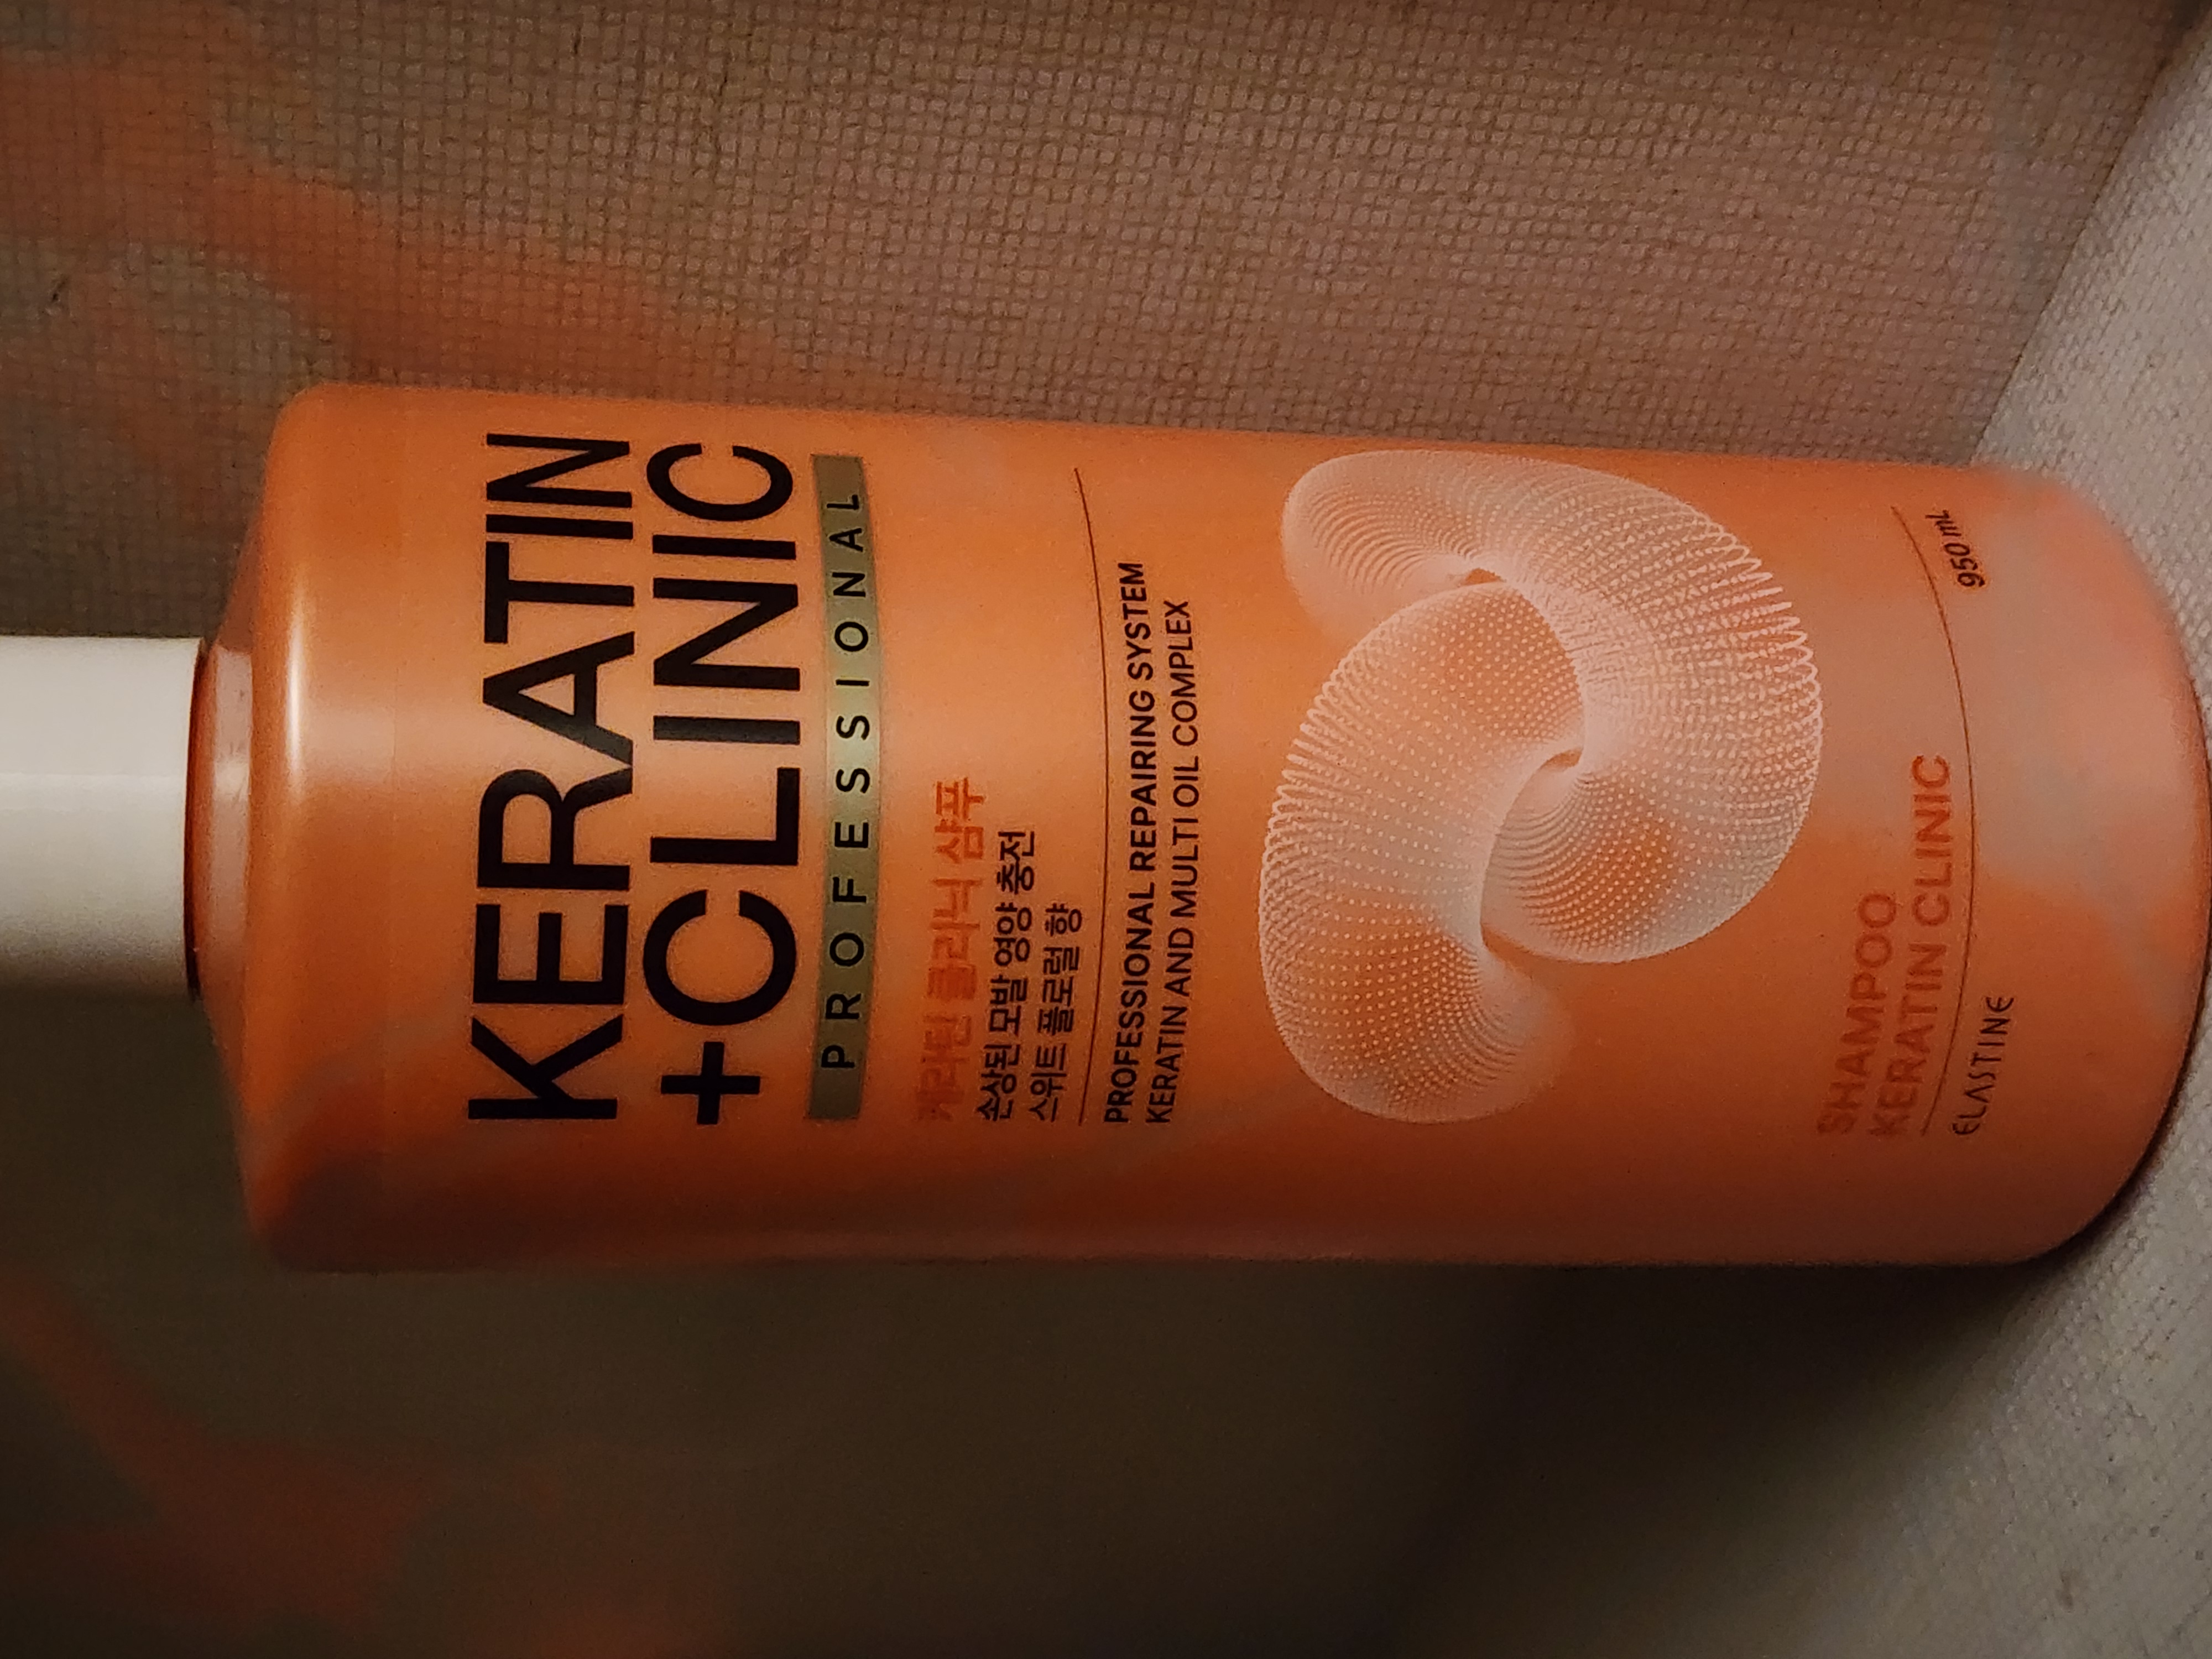 KERATIN
+CLINIC
PROFESSIONAL
케라틴 클리닉 샴푸
손상된 모발 영양 충전
스위트 플로럴 향
PROFESSIONAL REPAIRING SYSTEM
KERATIN AND MULTI OIL COMPLEX
SHAMPOO
KERATIN CLINIC
ELASTINE 950 mL